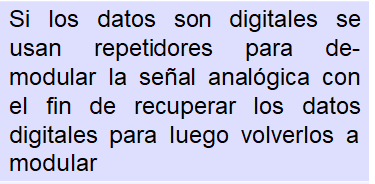 Si los datos son digitales se
usan repetidores para de-
modular la señal analógica con
el fin de recuperar los datos
digitales para luego volverlos a
modular